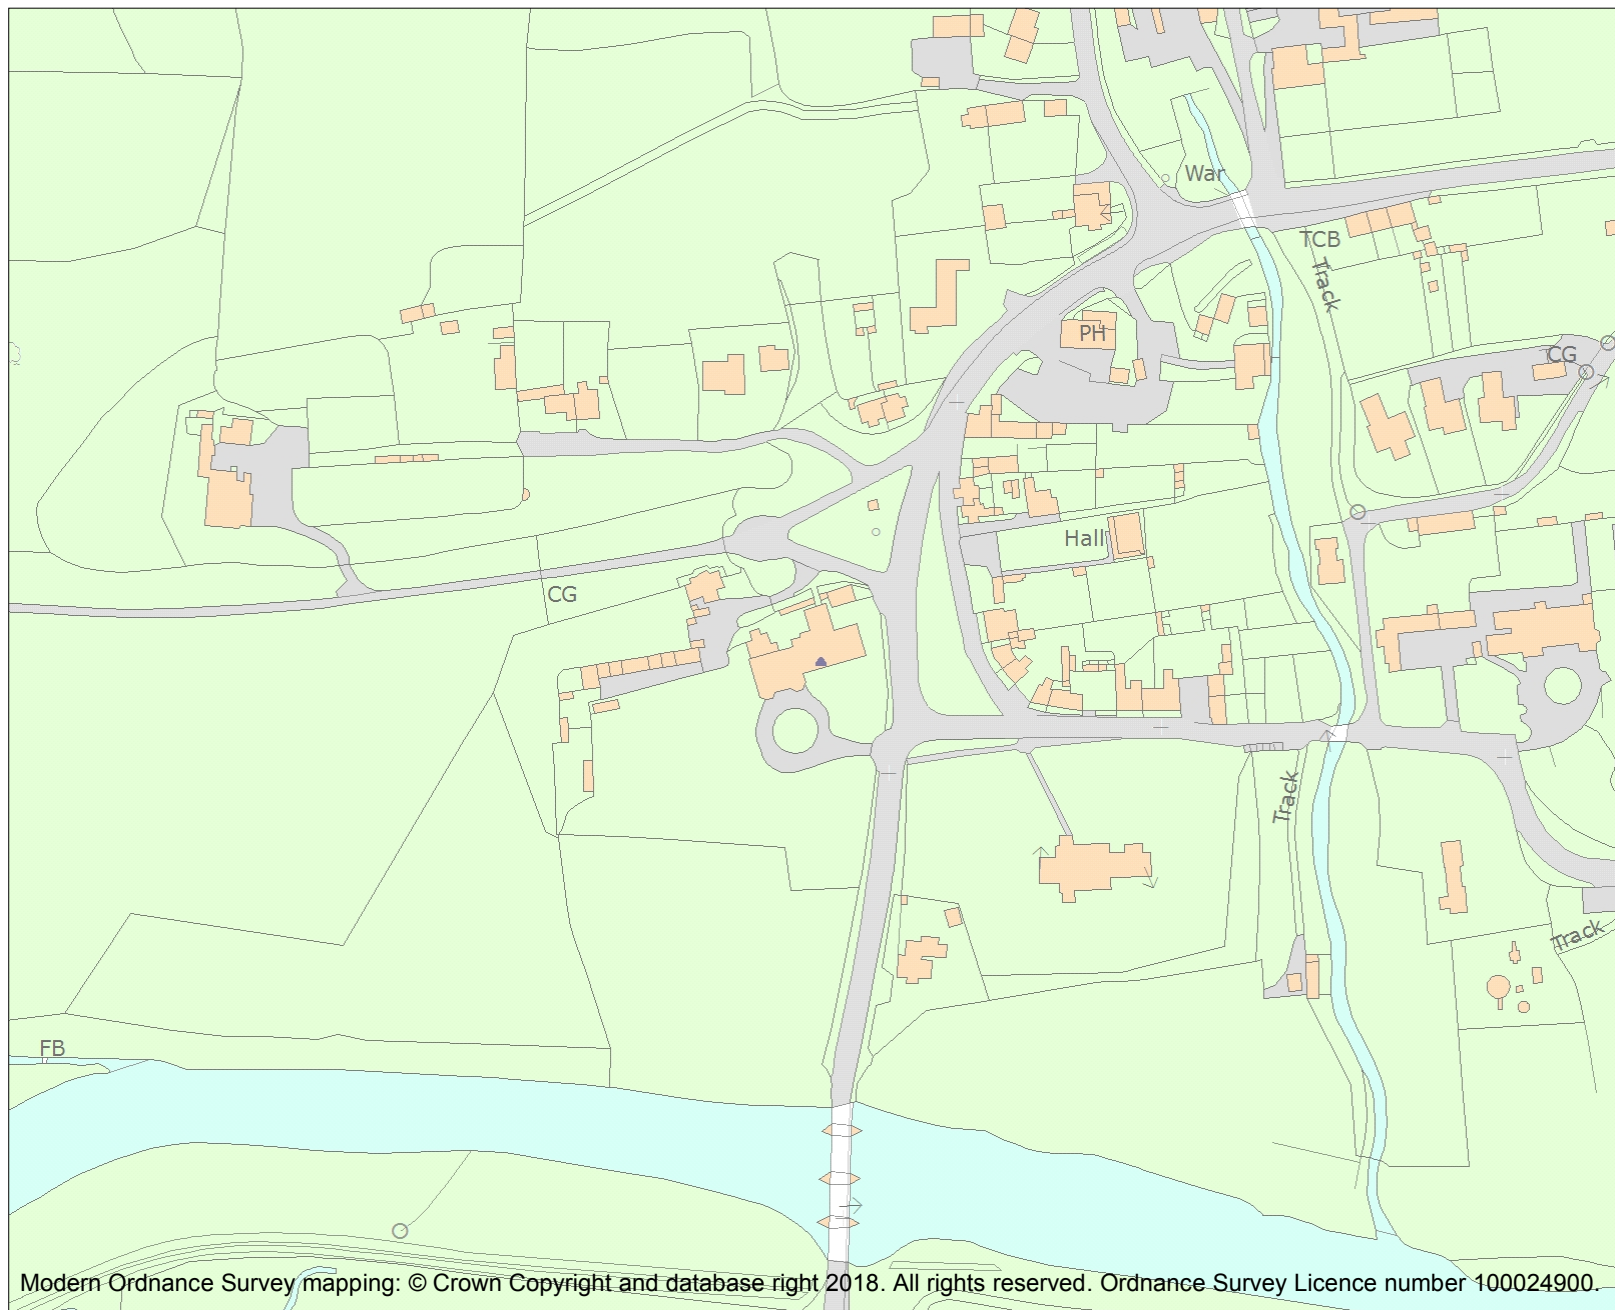 War
TCB
Track
PH
CG
Hall
CG
Track
Track
FB
Modern Ordnance Survey mapping: © Crown Copyright and database right 2018. All rights reserved. Ordnance Survey Licence number 100024900.